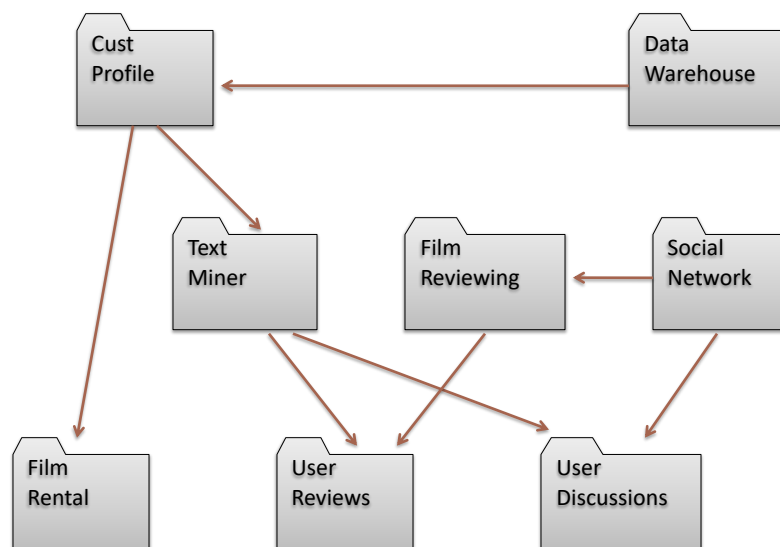 Cust
Profile
Data
Warehouse
Text
Miner
Film
Reviewing
Social
Network
Film
Rental
User
Reviews
User
Discussions